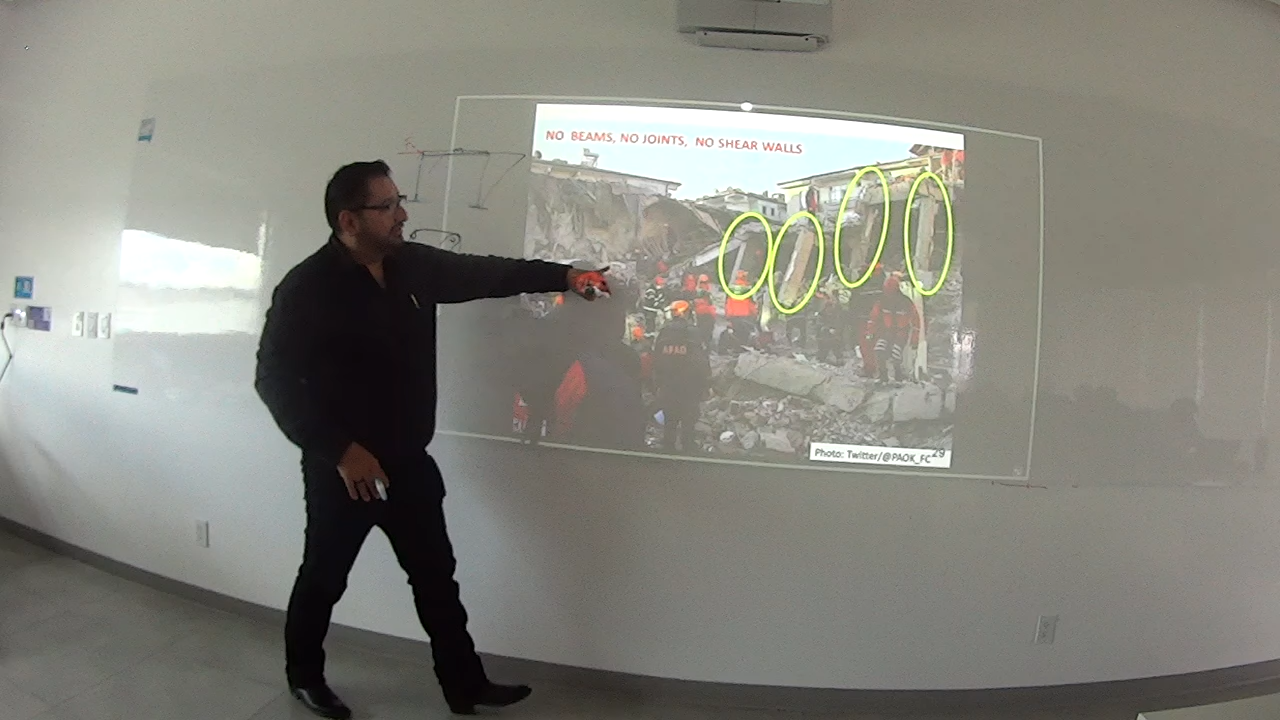 NO BEAMS, NO JOINTS, NO SHEAR WALLS
AFAD
Photo: Twitter/@PAOK_FC
29